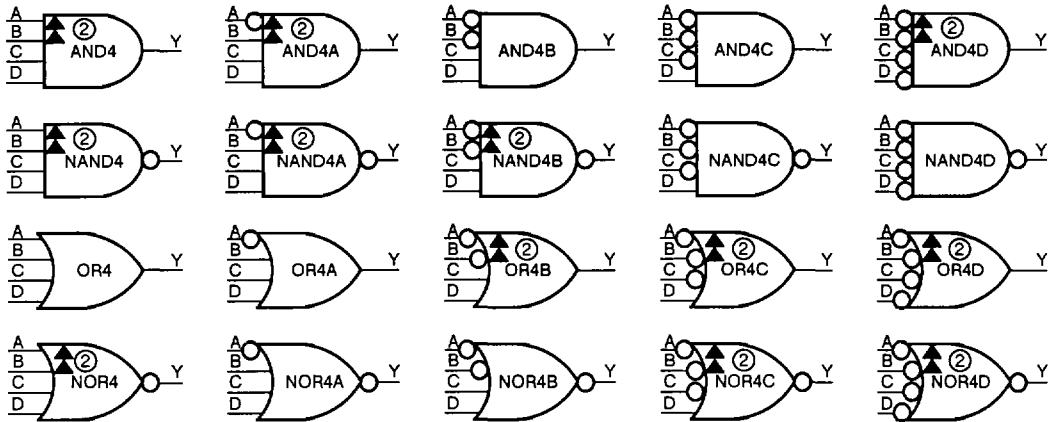 A ② A ② A A A ②
B AND4 Y B AND4A Y B AND4B Y B AND4C Y B AND4D Y
C C C C C
D D D D D
A ② A ② A ② A A
B NAND4 Y B NAND4A Y B NAND4B Y B NAND4C Y B NAND4D Y
C C C C C
D D D D D
A A A ② A ② A ②
B OR4 Y B OR4A Y B OR4B Y B OR4C Y B OR4D Y
C C C C C
D D D D D
A ② A A A ② A ②
B NOR4 Y B NOR4A Y B NOR4B Y B NOR4C Y B NOR4D Y
C C C C C
D D D D D